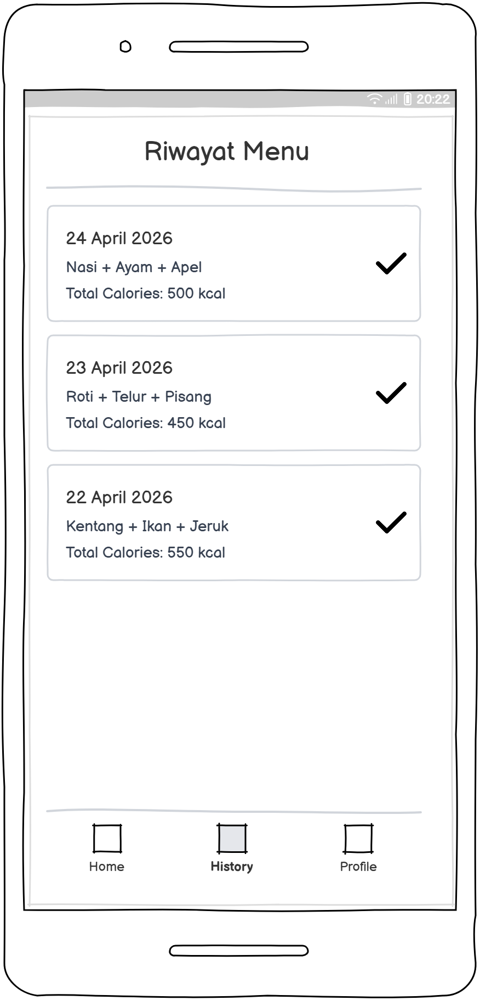 20:22
Riwayat Menu
24 April 2026
Nasi + Ayam + Apel
Total Calories: 500 kcal
23 April 2026
Roti + Telur + Pisang
Total Calories: 450 kcal
22 April 2026
Kentang + Ikan + Jeruk
Total Calories: 550 kcal
Home
History
Profile